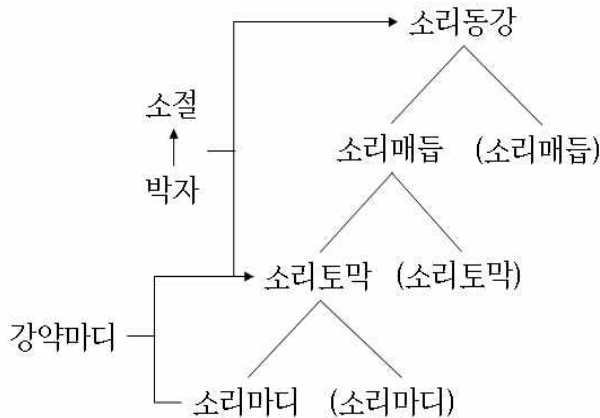 소리동강
소절
소리매듭 (소리매듭)
박자
소리토막 (소리토막)
강약마디
소리마디 (소리마디)